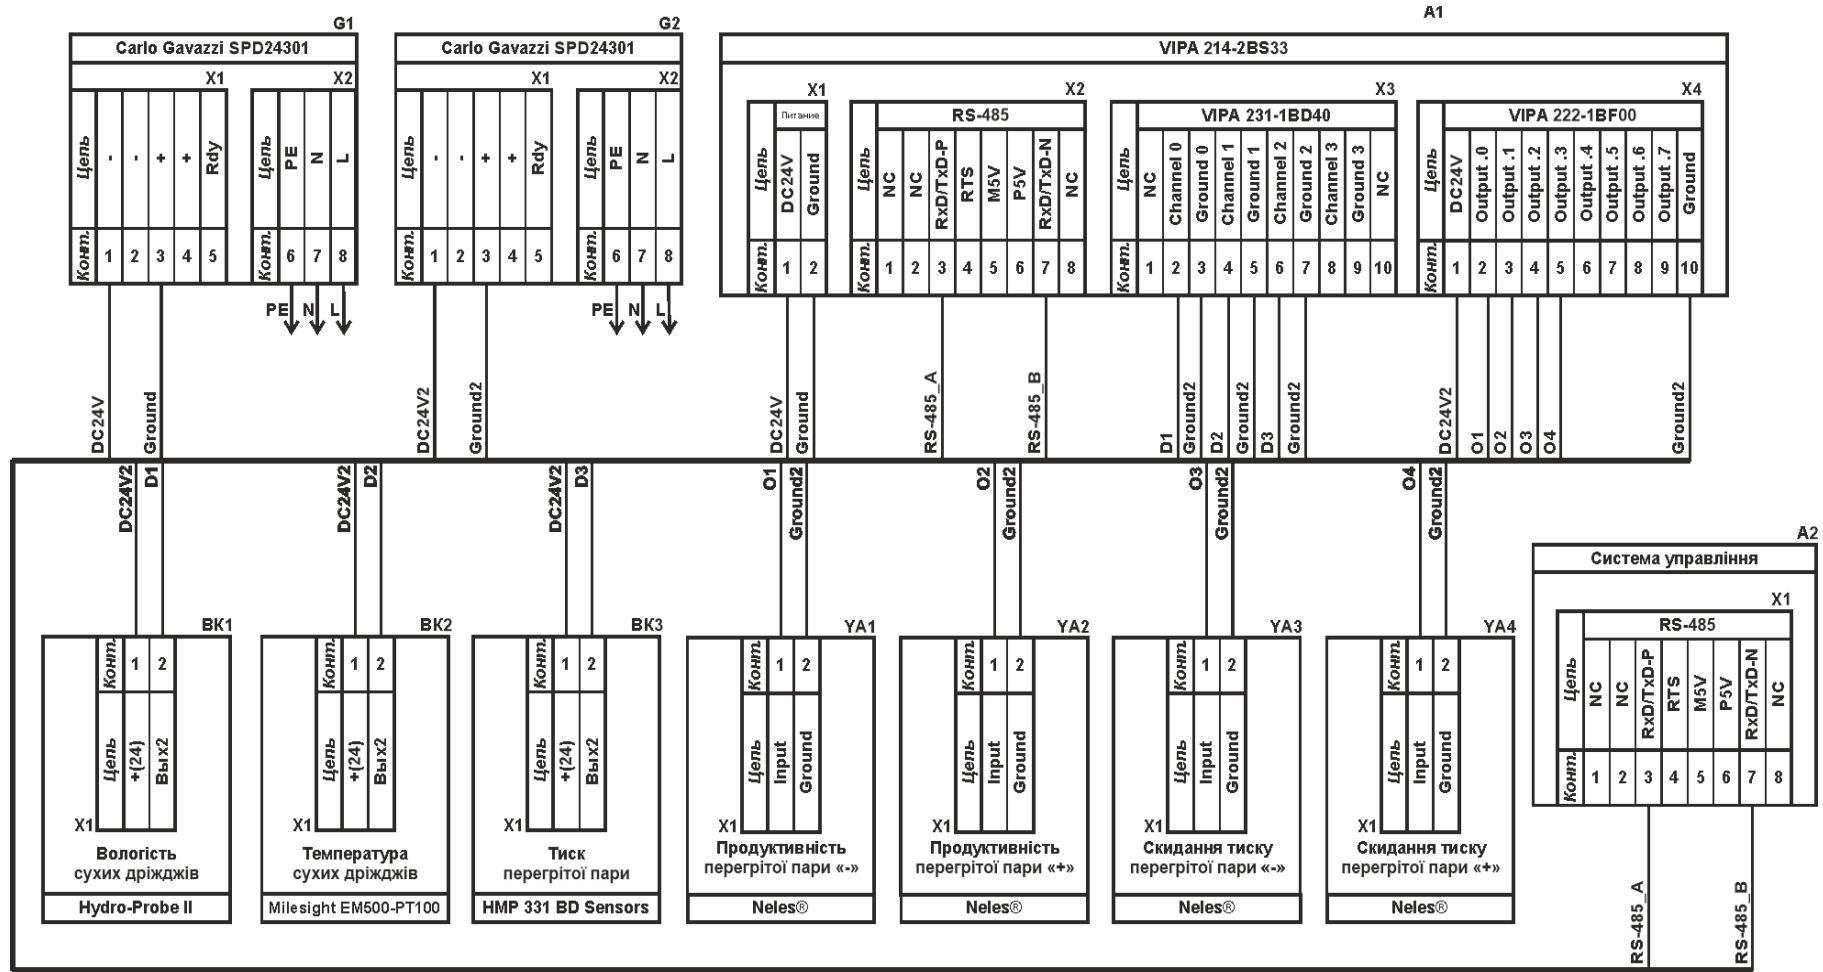 G1
Carlo Gavazzi SPD24301
X1
X2
Цепь - - + + Rdy
Цепь PE N L
Конт. 1 2 3 4 5
Конт. 6 7 8
PE N L
DC24V
Ground
G2
Carlo Gavazzi SPD24301
X1
X2
Цепь - - + + Rdy
Цепь PE N L
Конт. 1 2 3 4 5
Конт. 6 7 8
PE N L
DC24V2
Ground2
A1
VIPA 214-2BS33
X1
Питание
Цепь DC24V Ground
Конт. 1 2
DC24V
Ground
X2
RS-485
Цепь NC NC RxD/TxD-P RTS M5V P5V RxD/TxD-N NC
Конт. 1 2 3 4 5 6 7 8
RS-485_A
RS-485_B
X3
VIPA 231-1BD40
Цепь NC Channel 0 Ground 0 Channel 1 Ground 1 Channel 2 Ground 2 Channel 3 Ground 3 NC
Конт. 1 2 3 4 5 6 7 8 9 10
D1
Ground2
D2
Ground2
D3
Ground2
X4
VIPA 222-1BF00
Цепь DC24V Output .0 Output .1 Output .2 Output .3 Output .4 Output .5 Output .6 Output .7 Ground
Конт. 1 2 3 4 5 6 7 8 9 10
DC24V2
O1
O2
O3
O4
Ground2
DC24V2
D1
BK1
Конт. 1 2
Цепь +(24) Вых2
X1
Вологість
сухих дріжджів
Hydro-Probe II
DC24V2
D2
BK2
Конт. 1 2
Цепь +(24) Вых2
X1
Температура
сухих дріжджів
Milesight EM500-PT100
DC24V2
D3
BK3
Конт. 1 2
Цепь +(24) Вых2
X1
Тиск
перегрітої пари
HMP 331 BD Sensors
O1
Ground2
YA1
Конт. 1 2
Цепь Input Ground
X1
Продуктивність
перегрітої пари «-»
Neles®
O2
Ground2
YA2
Конт. 1 2
Цепь Input Ground
X1
Продуктивність
перегрітої пари «+»
Neles®
O3
Ground2
YA3
Конт. 1 2
Цепь Input Ground
X1
Скидання тиску
перегрітої пари «-»
Neles®
O4
Ground2
YA4
Конт. 1 2
Цепь Input Ground
X1
Скидання тиску
перегрітої пари «+»
Neles®
A2
Система управління
X1
RS-485
Цепь NC NC RxD/TxD-P RTS M5V P5V RxD/TxD-N NC
Конт. 1 2 3 4 5 6 7 8
RS-485_A
RS-485_B